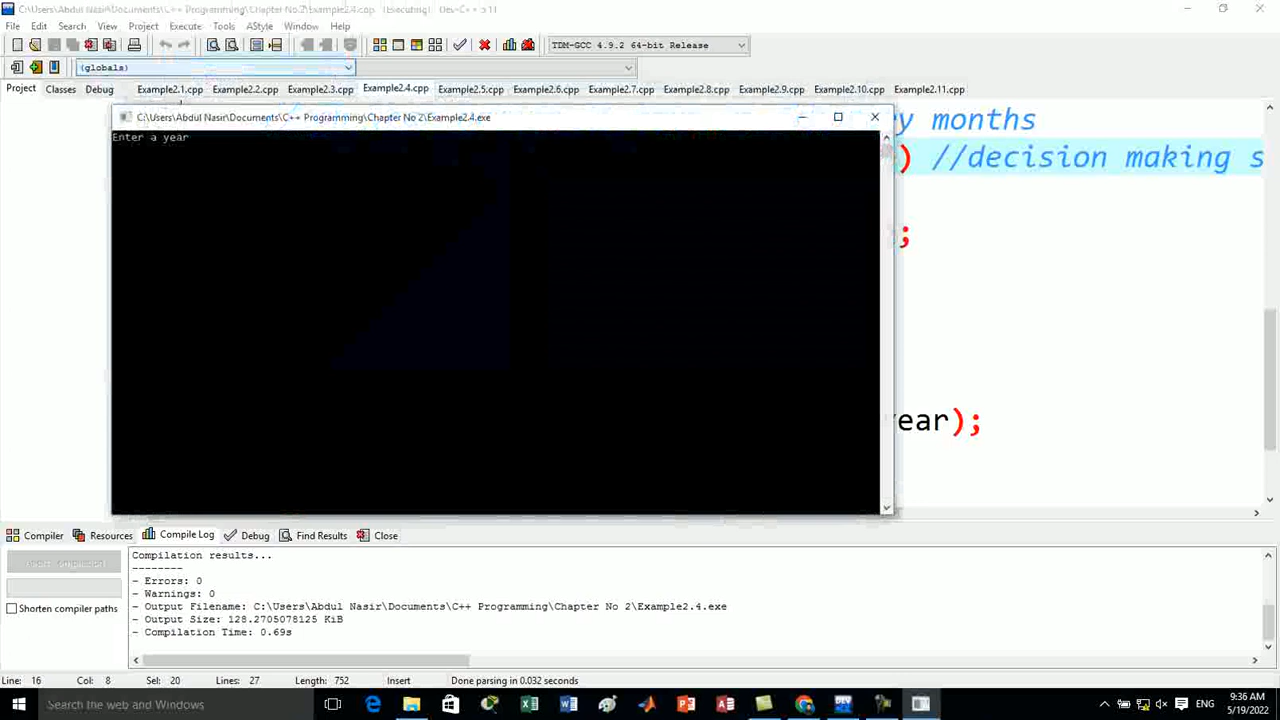 C:\Users\Abdul Nasir\Documents\C++ Programming\Chapter No 2\Example2.4.cpp - [Executing] - Dev-C++ 5.11
File Edit Search View Project Execute Tools AStyle Window Help
TDM-GCC 4.9.2 64-bit Release
(globals)
Project Classes Debug Example2.1.cpp Example2.2.cpp Example2.3.cpp Example2.4.cpp Example2.5.cpp Example2.6.cpp Example2.7.cpp Example2.8.cpp Example2.9.cpp Example2.10.cpp Example2.11.cpp
C:\Users\Abdul Nasir\Documents\C++ Programming\Chapter No 2\Example2.4.exe
Enter a year
y months
) //decision making s
;
ear);
Compiler Resources Compile Log Debug Find Results Close
Compilation results...
--------
- Errors: 0
- Warnings: 0
- Output Filename: C:\Users\Abdul Nasir\Documents\C++ Programming\Chapter No 2\Example2.4.exe
- Output Size: 128.2705078125 KiB
- Compilation Time: 0.69s
Shorten compiler paths
Line: 16 Col: 8 Sel: 20 Lines: 27 Length: 752 Insert Done parsing in 0.032 seconds
Search the web and Windows
ENG
9:36 AM
5/19/2022